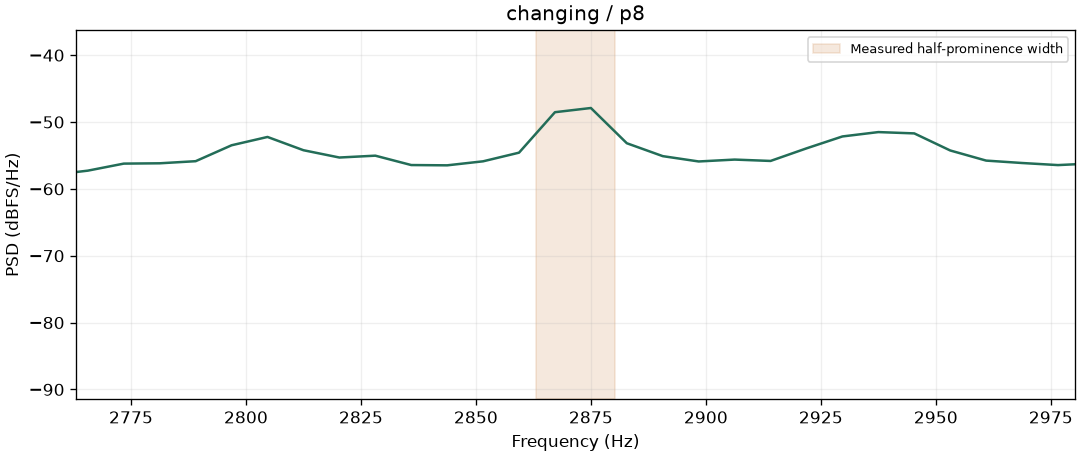 changing / p8
Measured half-prominence width
PSD (dBFS/Hz)
−40
−50
−60
−70
−80
−90
2775 2800 2825 2850 2875 2900 2925 2950 2975
Frequency (Hz)